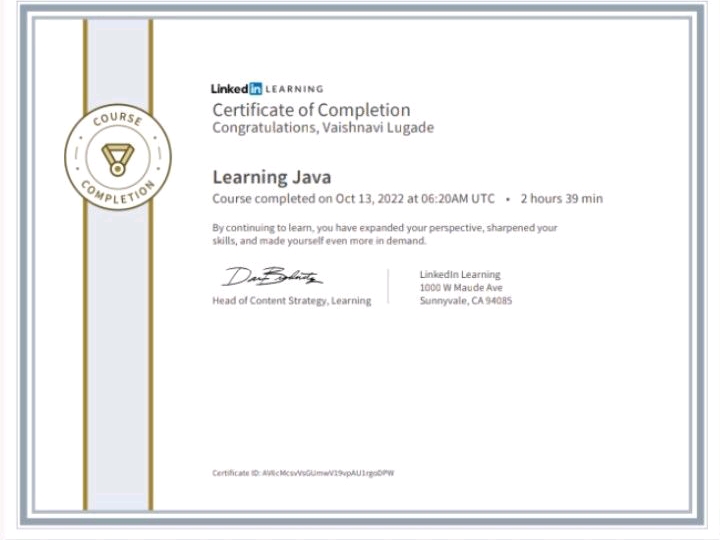 COURSE
COMPLETION
Linked in LEARNING
Certificate of Completion
Congratulations, Vaishnavi Lugade
Learning Java
Course completed on Oct 13, 2022 at 06:20AM UTC • 2 hours 39 min
By continuing to learn, you have expanded your perspective, sharpened your
skills, and made yourself even more in demand.
Head of Content Strategy, Learning
LinkedIn Learning
1000 W Maude Ave
Sunnyvale, CA 94085
Certificate ID: